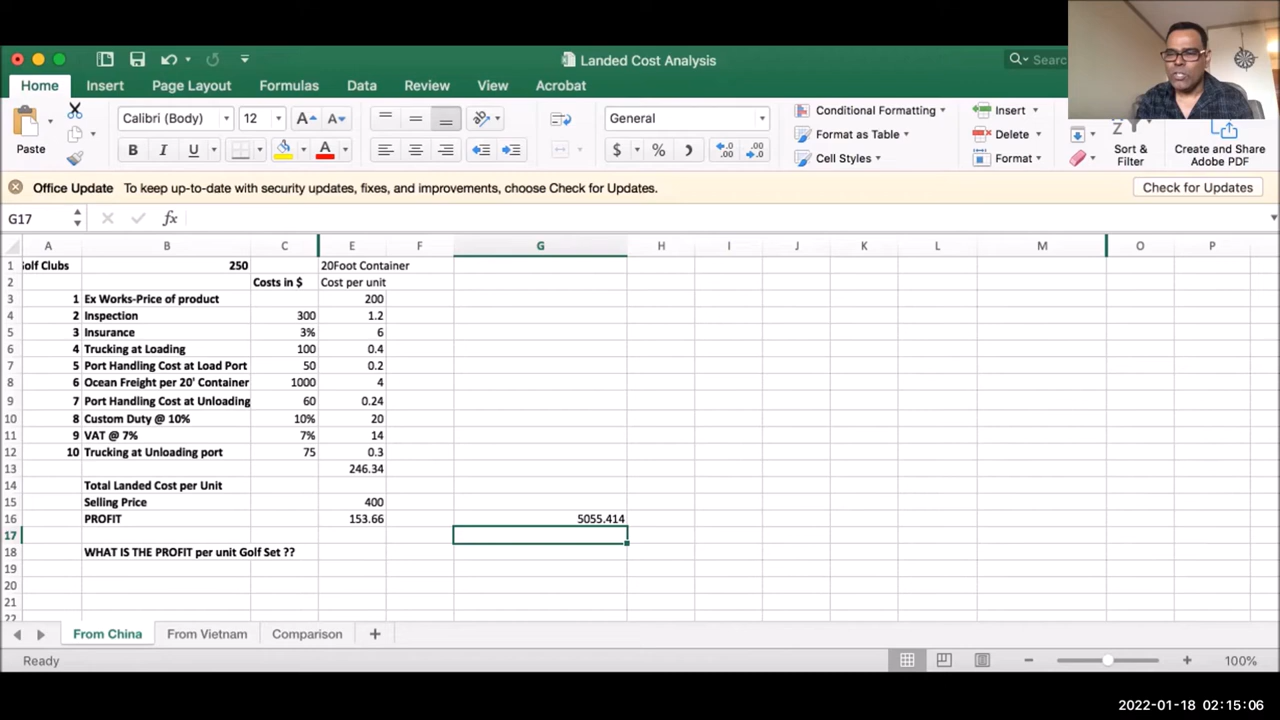 Landed Cost Analysis
Home Insert Page Layout Formulas Data Review View Acrobat
Paste
Calibri (Body) 12
General
Conditional Formatting
Format as Table
Cell Styles
Insert
Delete
Format
Sort & Filter
Create and Share Adobe PDF
Office Update To keep up-to-date with security updates, fixes, and improvements, choose Check for Updates. Check for Updates
G17 fx
A B C E F G H I J K L M O P
1 olf Clubs 250 20Foot Container
2 Costs in $ Cost per unit
3 1 Ex Works-Price of product 200
4 2 Inspection 300 1.2
5 3 Insurance 3% 6
6 4 Trucking at Loading 100 0.4
7 5 Port Handling Cost at Load Port 50 0.2
8 6 Ocean Freight per 20' Container 1000 4
9 7 Port Handling Cost at Unloading 60 0.24
10 8 Custom Duty @ 10% 10% 20
11 9 VAT @ 7% 7% 14
12 10 Trucking at Unloading port 75 0.3
13 246.34
14 Total Landed Cost per Unit
15 Selling Price 400
16 PROFIT 153.66 5055.414
17
18 WHAT IS THE PROFIT per unit Golf Set ??
19
20
21
22
From China From Vietnam Comparison
Ready 100%
2022-01-18 02:15:06